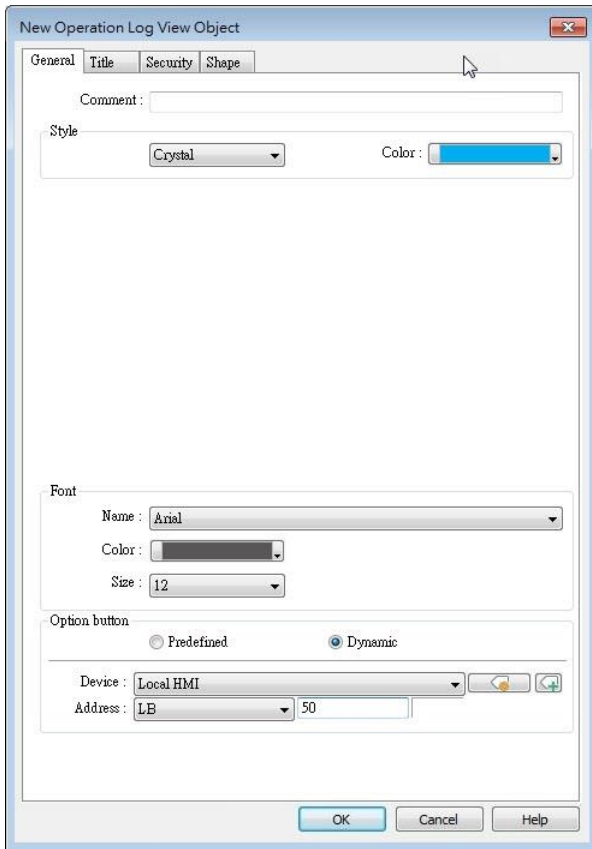 New Operation Log View Object
General Title Security Shape
Comment :
Style
Crystal Color :
Font
Name : Arial
Color :
Size : 12
Option button
Predefined Dynamic
Device : Local HMI
Address : LB 50
OK Cancel Help